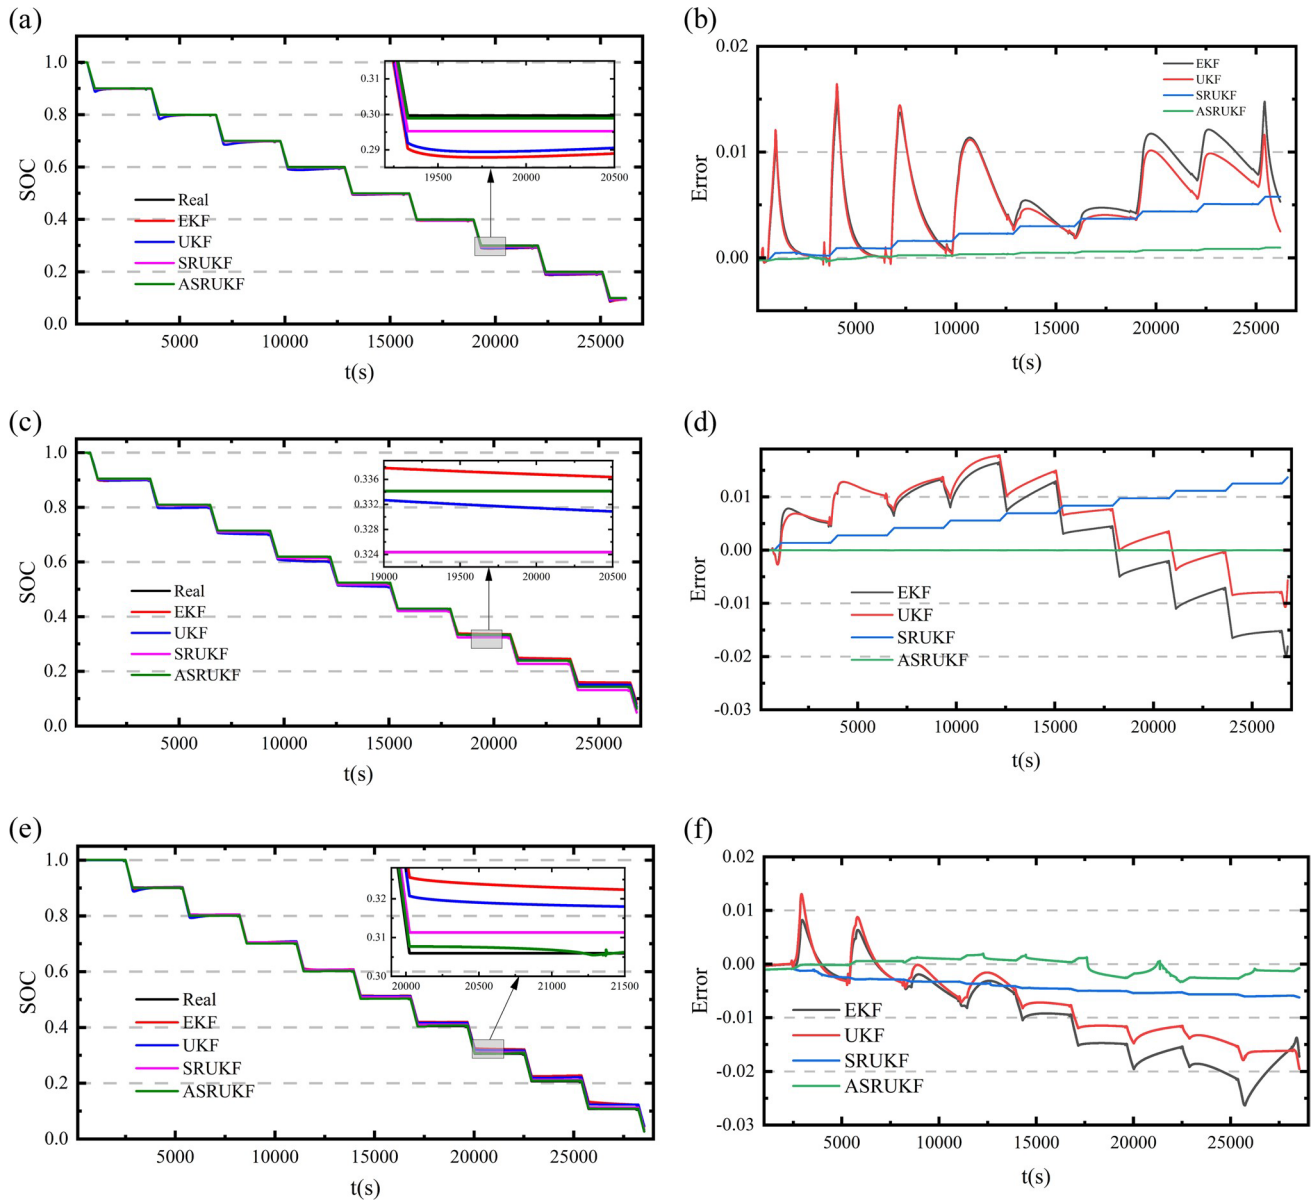 (a)
SOC
1.0
0.8
0.6
0.4
0.2
0.0
5000 10000 15000 20000 25000
t(s)
Real
EKF
UKF
SRUKF
ASRUKF
0.31
0.30
0.29
19500 20000 20500
(b)
Error
0.02
0.01
0.00
5000 10000 15000 20000 25000
t(s)
EKF
UKF
SRUKF
ASRUKF
(c)
SOC
1.0
0.8
0.6
0.4
0.2
0.0
5000 10000 15000 20000 25000
t(s)
Real
EKF
UKF
SRUKF
ASRUKF
0.336
0.332
0.328
0.324
19000 19500 20000 20500
(d)
Error
0.01
0.00
-0.01
-0.02
-0.03
5000 10000 15000 20000 25000
t(s)
EKF
UKF
SRUKF
ASRUKF
(e)
SOC
1.0
0.8
0.6
0.4
0.2
0.0
5000 10000 15000 20000 25000
t(s)
Real
EKF
UKF
SRUKF
ASRUKF
0.32
0.31
0.30
20000 20500 21000 21500
(f)
Error
0.02
0.01
0.00
-0.01
-0.02
-0.03
5000 10000 15000 20000 25000
t(s)
EKF
UKF
SRUKF
ASRUKF